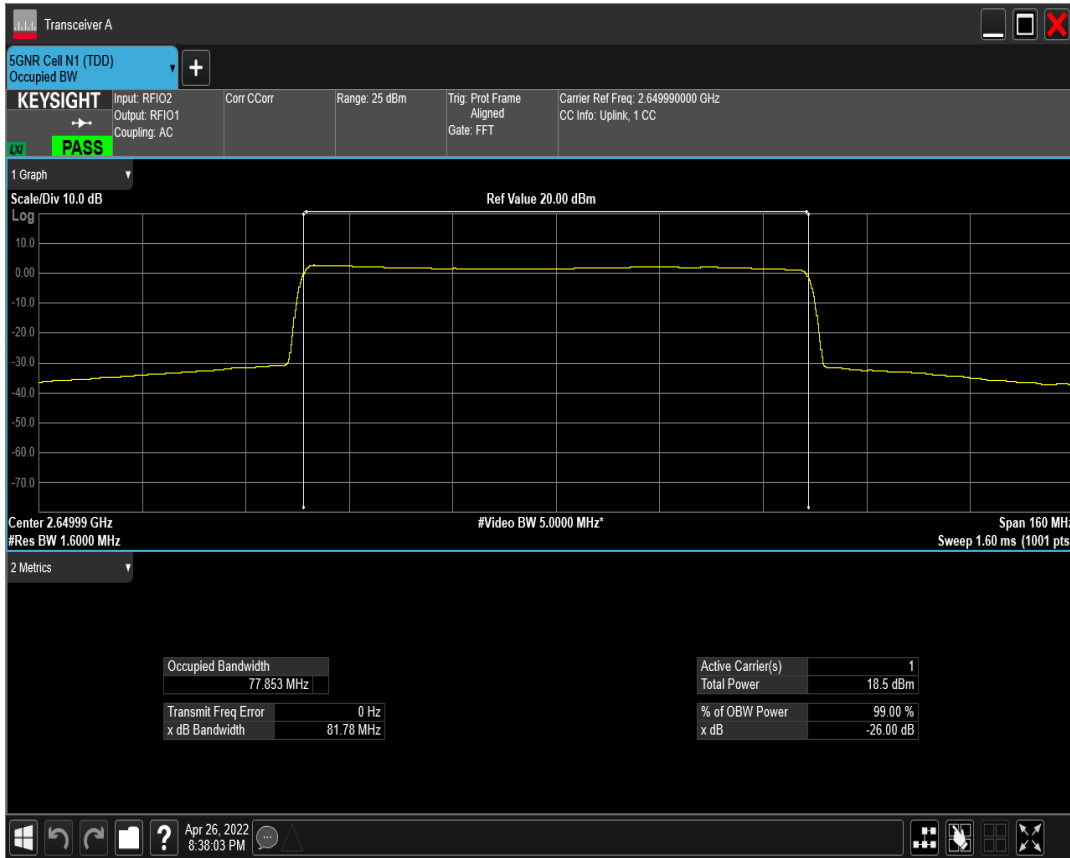 Transceiver A
5GNR Cell N1 (TDD)
Occupied BW
+
KEYSIGHT
LXI
PASS
Input: RFIO2
Output: RFIO1
Coupling: AC
Corr CCorr
Range: 25 dBm
Trig: Prot Frame
Aligned
Gate: FFT
Carrier Ref Freq: 2.649990000 GHz
CC Info: Uplink, 1 CC
1 Graph
Scale/Div 10.0 dB
Ref Value 20.00 dBm
Log
10.0
0.00
-10.0
-20.0
-30.0
-40.0
-50.0
-60.0
-70.0
Center 2.64999 GHz
#Video BW 5.0000 MHz*
Span 160 MHz
#Res BW 1.6000 MHz
Sweep 1.60 ms (1001 pts
2 Metrics
Occupied Bandwidth
77.853 MHz
Transmit Freq Error 0 Hz
x dB Bandwidth 81.78 MHz
Active Carrier(s) 1
Total Power 18.5 dBm
% of OBW Power 99.00 %
x dB -26.00 dB
?
Apr 26, 2022
8:38:03 PM